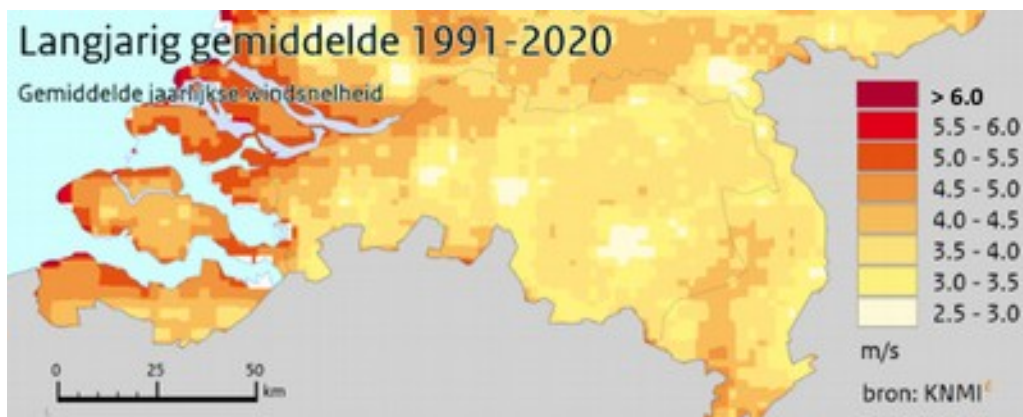 Langjarig gemiddelde 1991-2020
Gemiddelde jaarlijkse windsnelheid
> 6.0
5.5 - 6.0
5.0 - 5.5
4.5 - 5.0
4.0 - 4.5
3.5 - 4.0
3.0 - 3.5
2.5 - 3.0
m/s
0 25 50
km
bron: KNMI